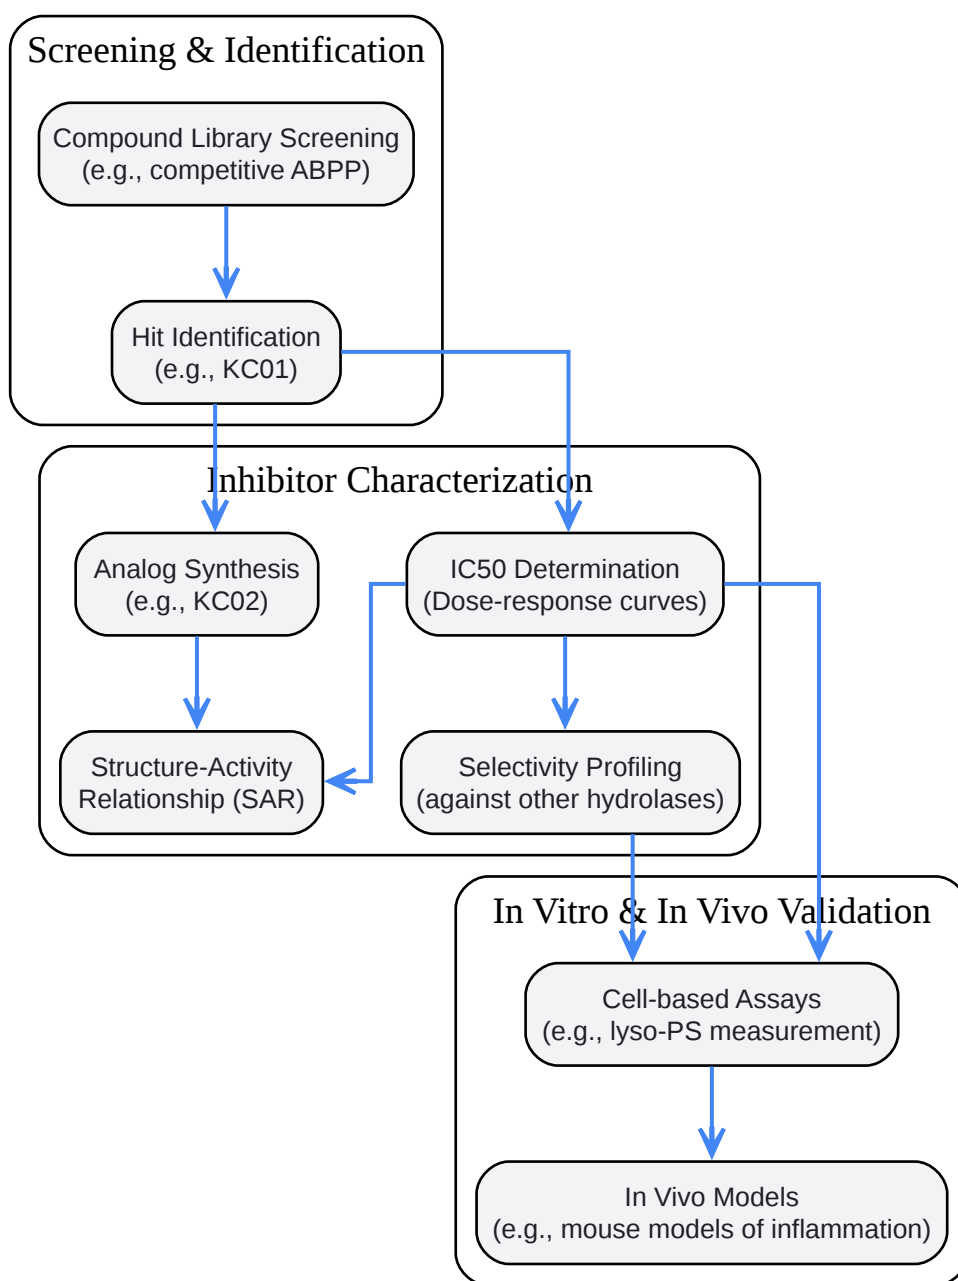 Screening & Identification
Compound Library Screening
(e.g., competitive ABPP)
Hit Identification
(e.g., KC01)
Inhibitor Characterization
Analog Synthesis
(e.g., KC02)
IC50 Determination
(Dose-response curves)
Structure-Activity
Relationship (SAR)
Selectivity Profiling
(against other hydrolases)
In Vitro & In Vivo Validation
Cell-based Assays
(e.g., lyso-PS measurement)
In Vivo Models
(e.g., mouse models of inflammation)